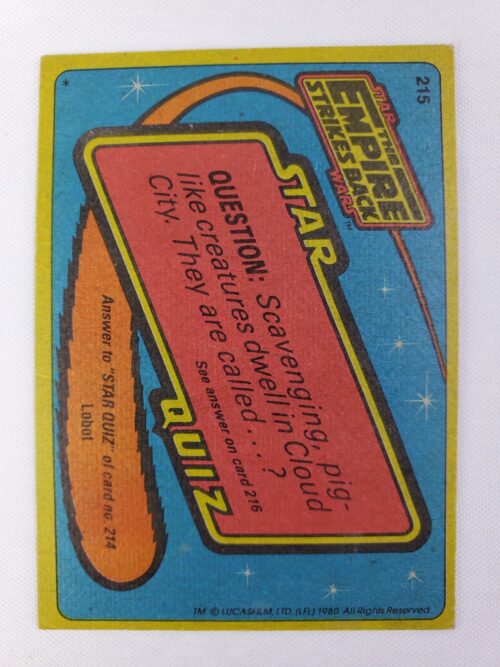 215
STAR
THE
EMPIRE
STRIKES BACK
WARS™
STAR
QUESTION: Scavenging, pig-
like creatures dwell in Cloud
City. They are called . . . ?
See answer on card 216
QUIZ
Answer to "STAR QUIZ" of card no. 214
Lobot
*
TM: © LUCASFILM, LTD. (LFL) 1980. All Rights Reserved.